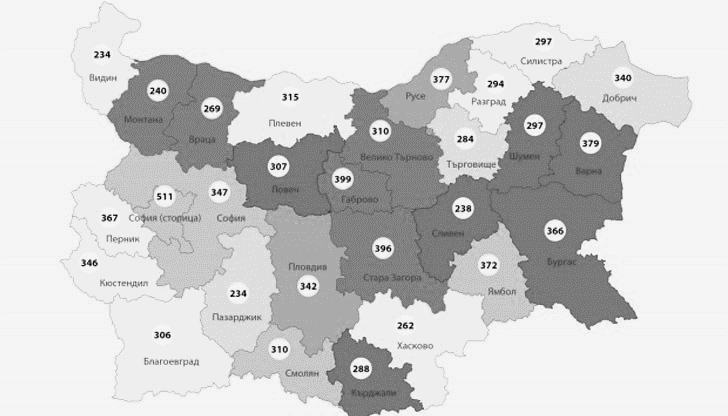 297
Силистра
234
Видин
377
Русе
294
Разград
340
Добрич
240
Монтана
269
Враца
315
Плевен
310
Велико Търново
284
Търговище
297
Шумен
379
Варна
307
Ловеч
399
Габрово
511
София (столица)
347
София
367
Перник
238
Сливен
366
Бургас
396
Стара Загора
346
Кюстендил
372
Ямбол
Пловдив
342
234
Пазарджик
306
Благоевград
262
Хасково
310
Смолян
288
Кърджали